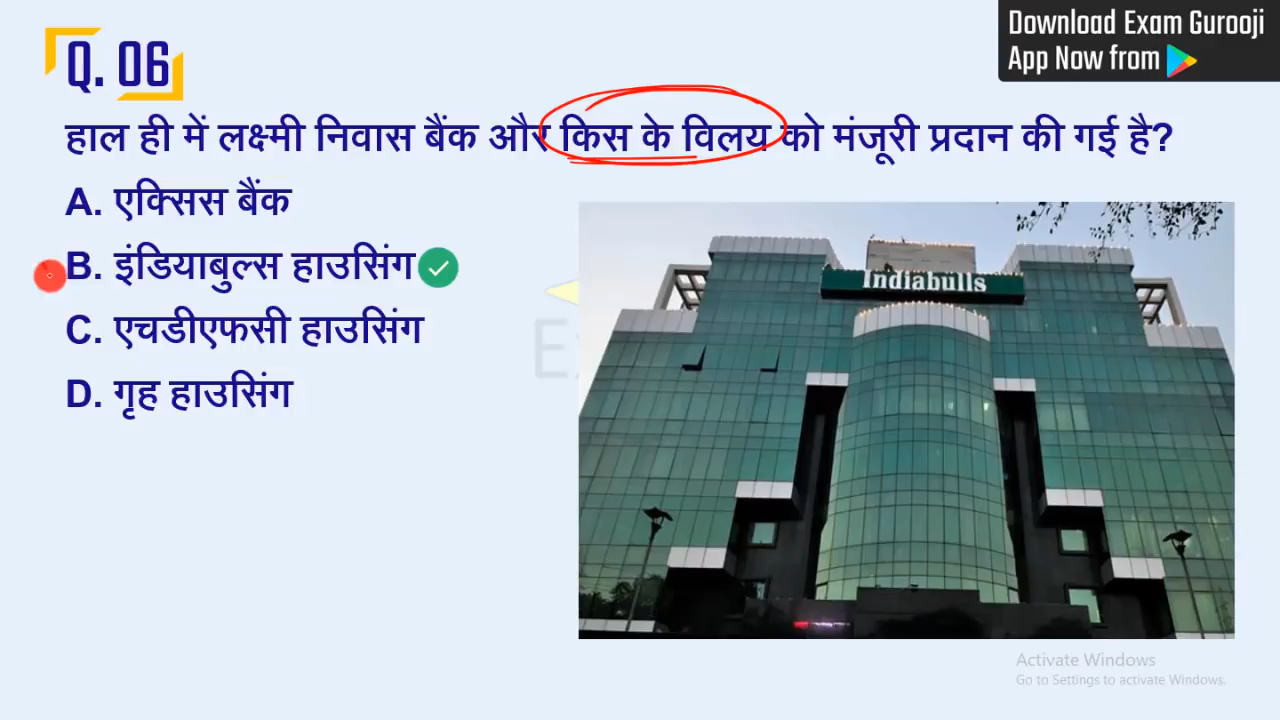 Download Exam Gurooji
App Now from
Q. 06
हाल ही में लक्ष्मी निवास बैंक और किस के विलय को मंजूरी प्रदान की गई है?
A. एक्सिस बैंक
B. इंडियाबुल्स हाउसिंग
C. एचडीएफसी हाउसिंग
D. गृह हाउसिंग
Indiabulls
Activate Windows
Go to Settings to activate Windows.